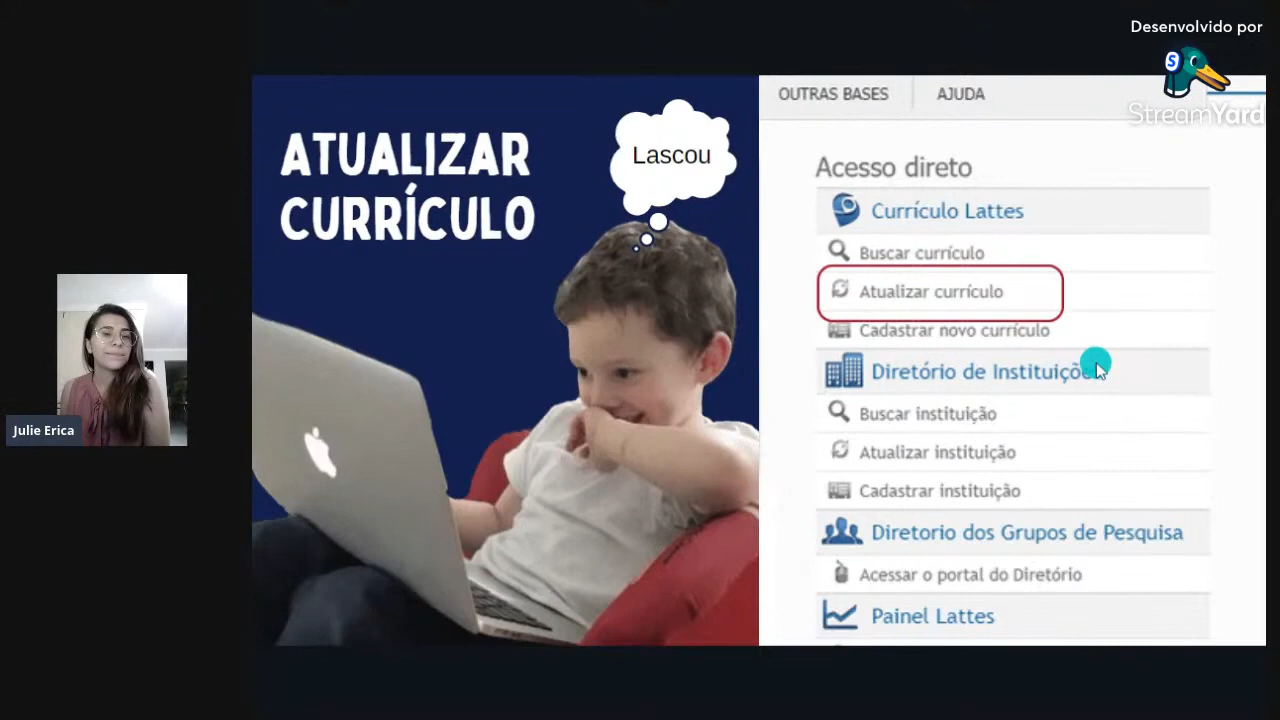 Desenvolvido por
StreamYard
OUTRAS BASES
AJUDA
ATUALIZAR
CURRÍCULO
Lascou
Acesso direto
Currículo Lattes
Buscar currículo
Atualizar currículo
Cadastrar novo currículo
Diretório de Instituiçõe
Buscar instituição
Atualizar instituição
Cadastrar instituição
Diretorio dos Grupos de Pesquisa
Acessar o portal do Diretório
Painel Lattes
Julie Erica